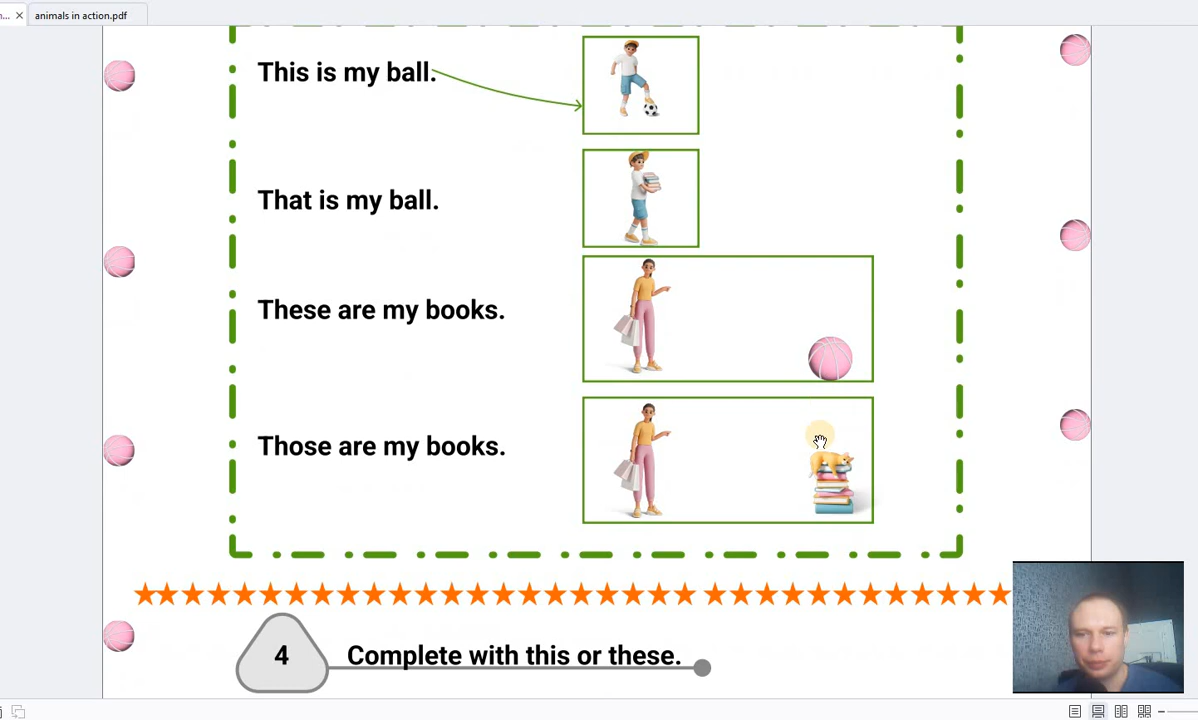 n...
animals in action.pdf
This is my ball.
That is my ball.
These are my books.
Those are my books.
4
Complete with this or these.